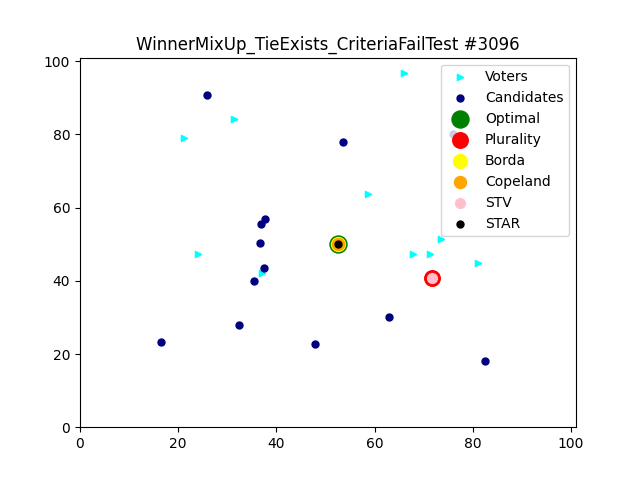 WinnerMixUp_TieExists_CriteriaFailTest #3096
100
80
60
40
20
0
0 20 40 60 80 100
Voters
Candidates
Optimal
Plurality
Borda
Copeland
STV
STAR